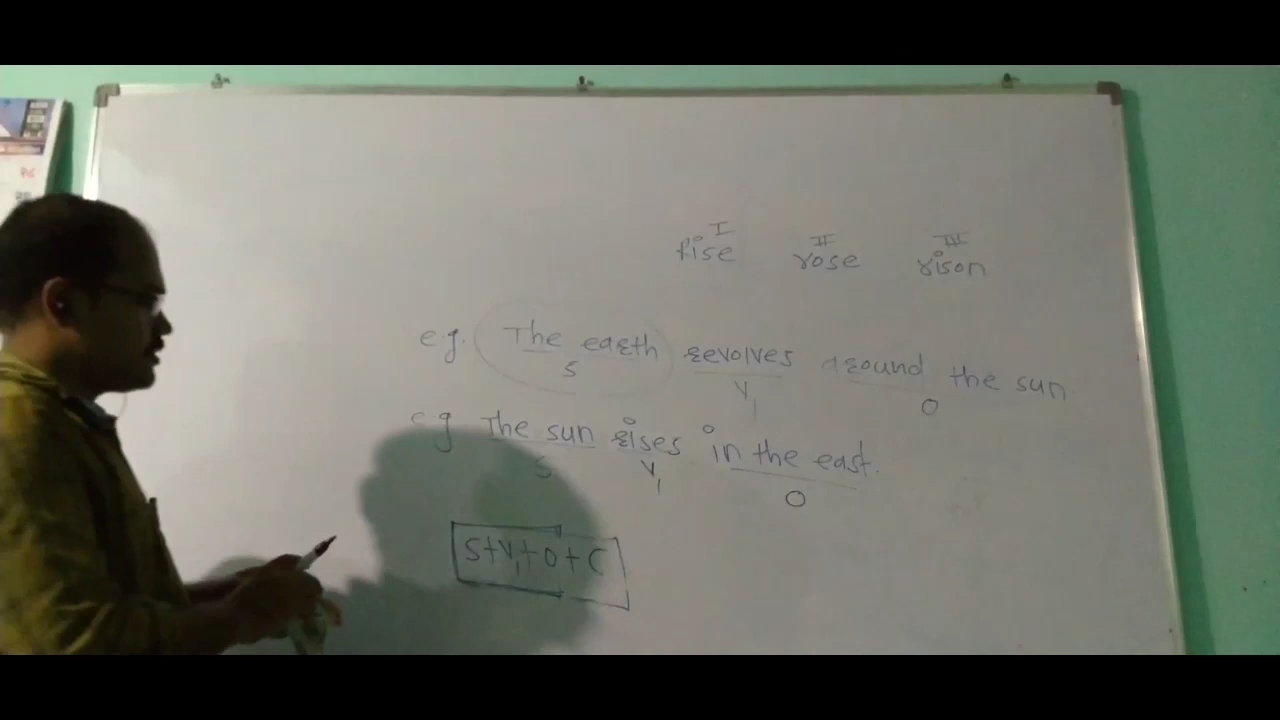 I II III
Rise rose rison
e.g. The earth revolves around the sun
S V1 O
e.g The sun rises in the east.
S V1 O
S+V1+O+C